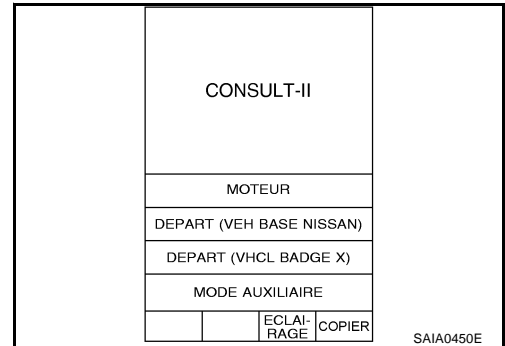 CONSULT-II
MOTEUR
DEPART (VEH BASE NISSAN)
DEPART (VHCL BADGE X)
MODE AUXILIAIRE
ECLAI-
RAGE
COPIER
SAIA0450E